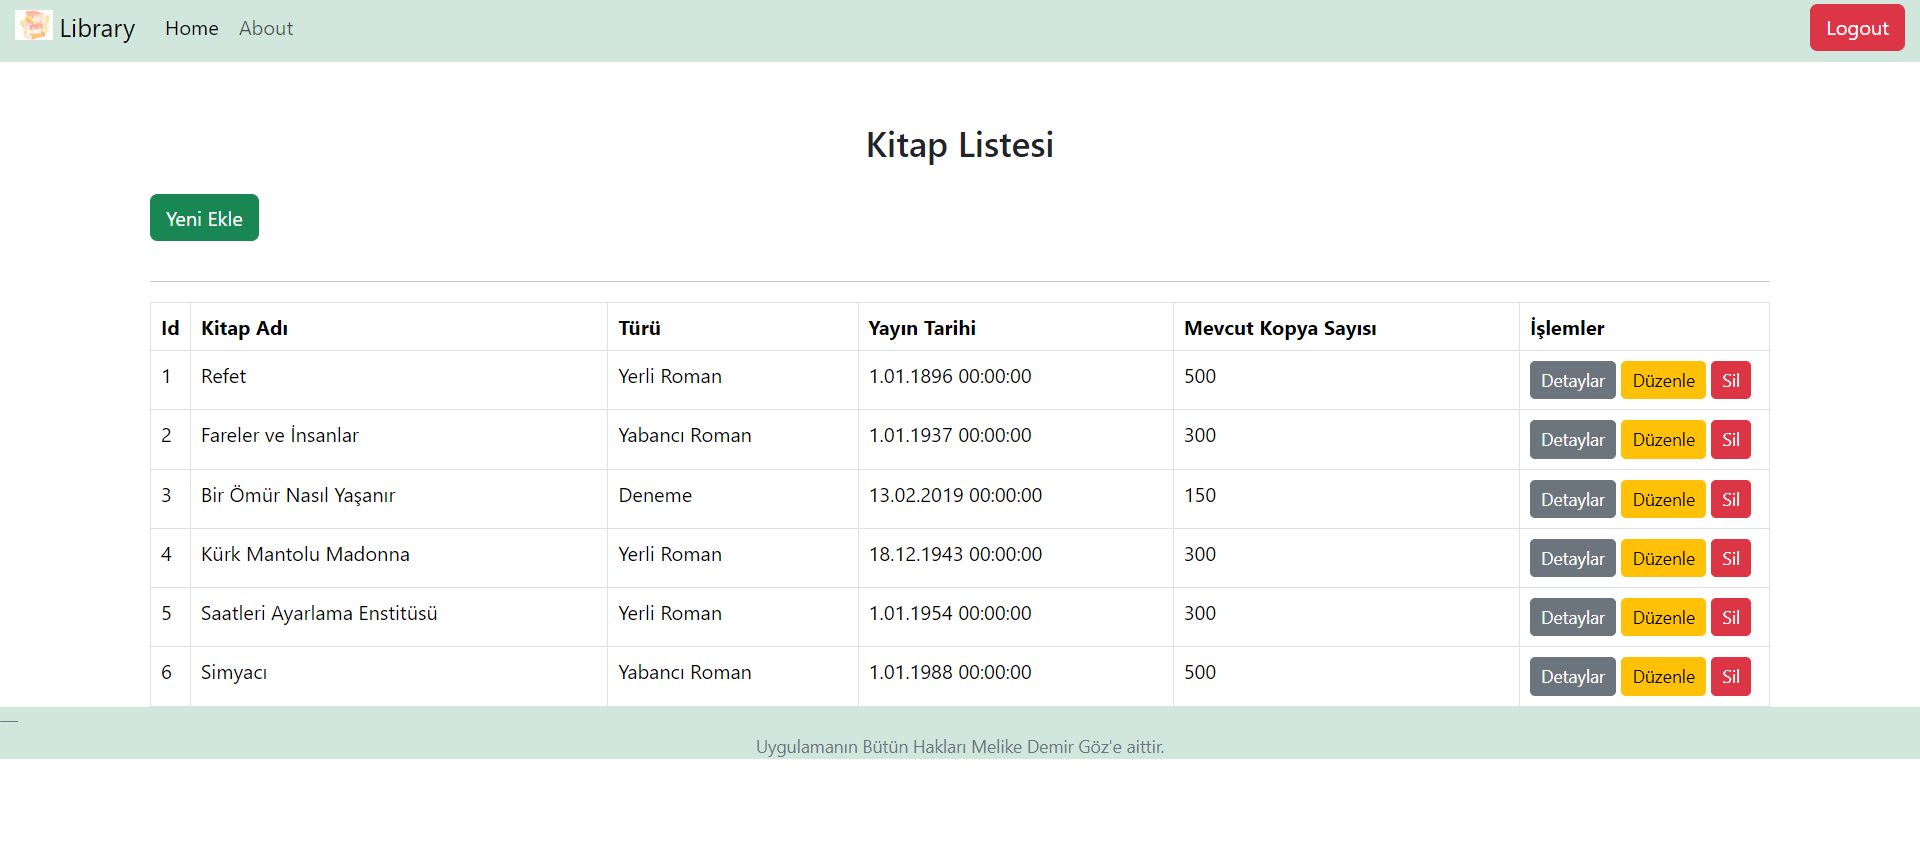 Library Home About Logout
Kitap Listesi
Yeni Ekle
Id Kitap Adı Türü Yayın Tarihi Mevcut Kopya Sayısı İşlemler
1 Refet Yerli Roman 1.01.1896 00:00:00 500 Detaylar Düzenle Sil
2 Fareler ve İnsanlar Yabancı Roman 1.01.1937 00:00:00 300 Detaylar Düzenle Sil
3 Bir Ömür Nasıl Yaşanır Deneme 13.02.2019 00:00:00 150 Detaylar Düzenle Sil
4 Kürk Mantolu Madonna Yerli Roman 18.12.1943 00:00:00 300 Detaylar Düzenle Sil
5 Saatleri Ayarlama Enstitüsü Yerli Roman 1.01.1954 00:00:00 300 Detaylar Düzenle Sil
6 Simyacı Yabancı Roman 1.01.1988 00:00:00 500 Detaylar Düzenle Sil
Uygulamanın Bütün Hakları Melike Demir Göz'e aittir.